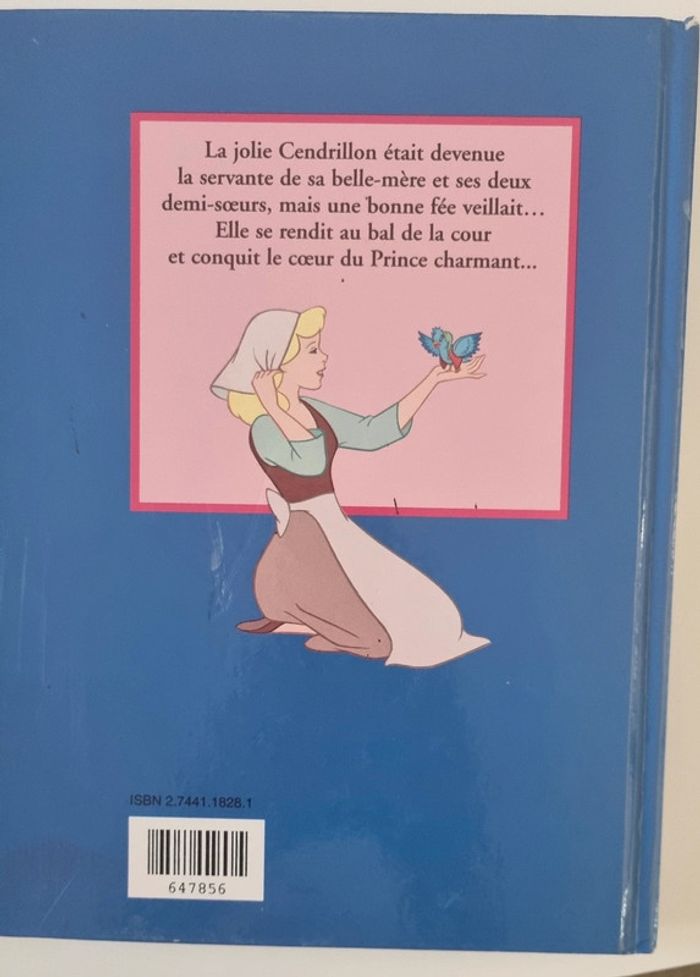 La jolie Cendrillon était devenue
la servante de sa belle-mère et ses deux
demi-sœurs, mais une bonne fée veillait...
Elle se rendit au bal de la cour
et conquit le cœur du Prince charmant...
ISBN 2.7441.1828.1
647856